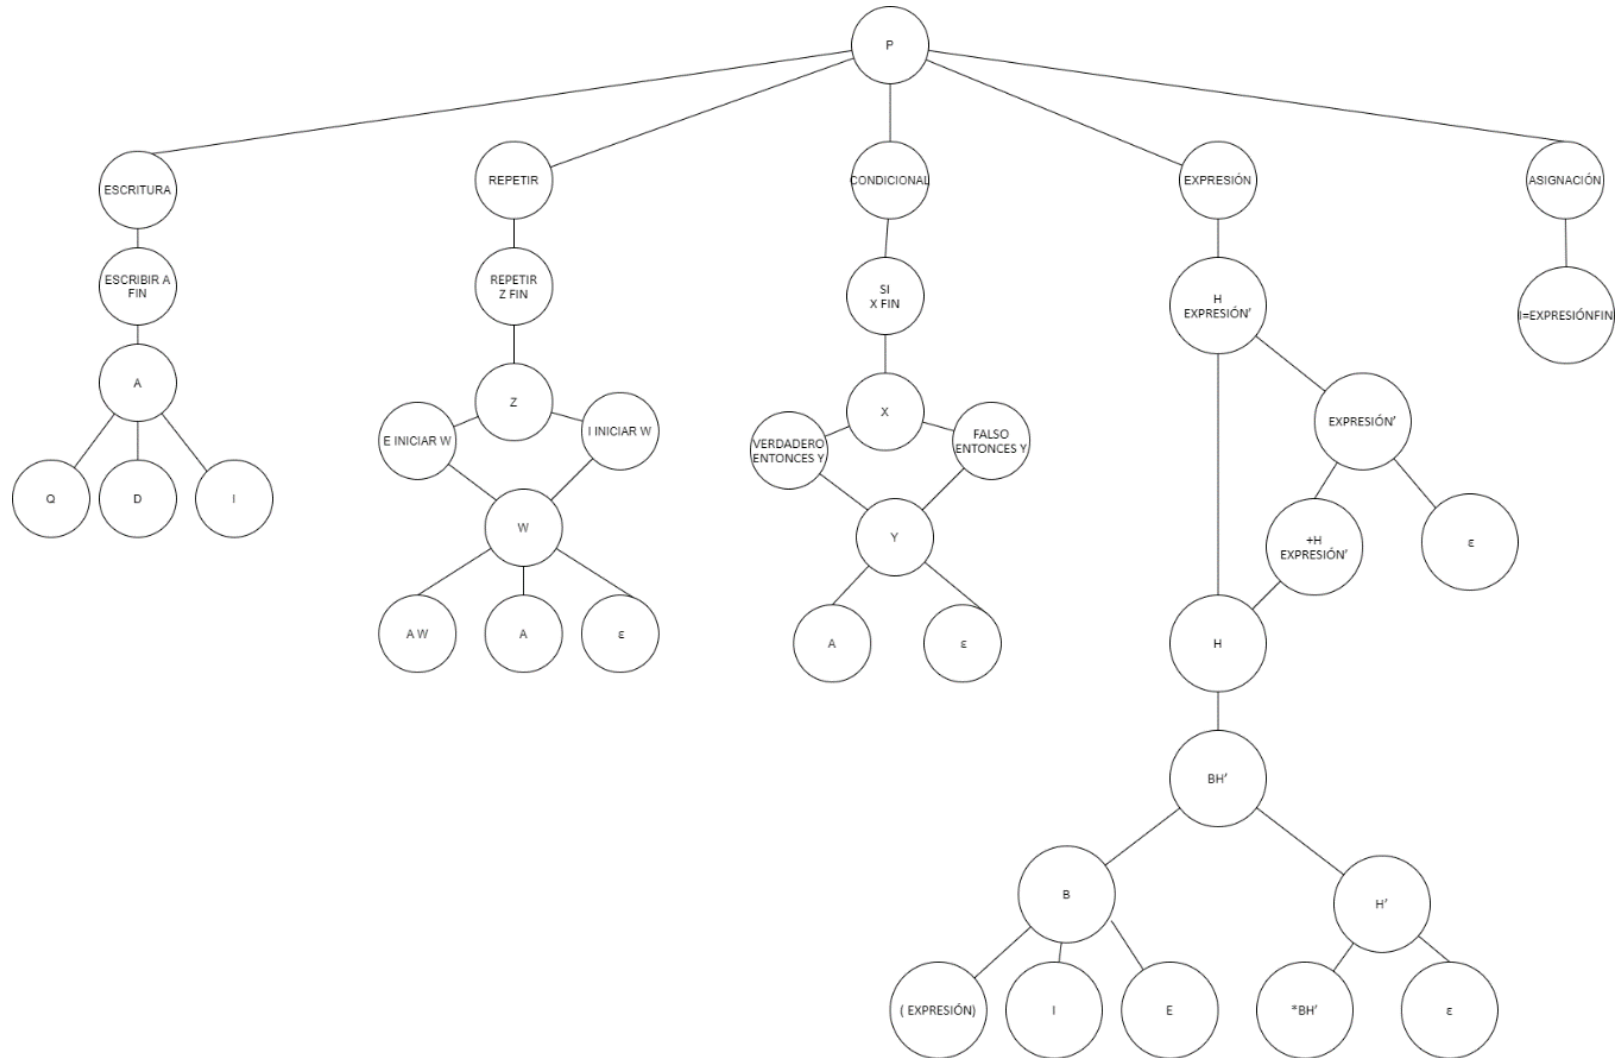 P
ESCRITURA
REPETIR
CONDICIONAL
EXPRESIÓN
ASIGNACIÓN
ESCRIBIR A
FIN
REPETIR
Z FIN
SI
X FIN
H
EXPRESIÓN'
I=EXPRESIÓNFIN
A
Z
X
EXPRESIÓN'
E INICIAR W
I INICIAR W
VERDADERO
ENTONCES Y
FALSO
ENTONCES Y
Q
D
I
W
Y
+H
EXPRESIÓN'
ε
A W
A
ε
A
ε
H
BH'
B
H'
( EXPRESIÓN)
I
E
*BH'
ε